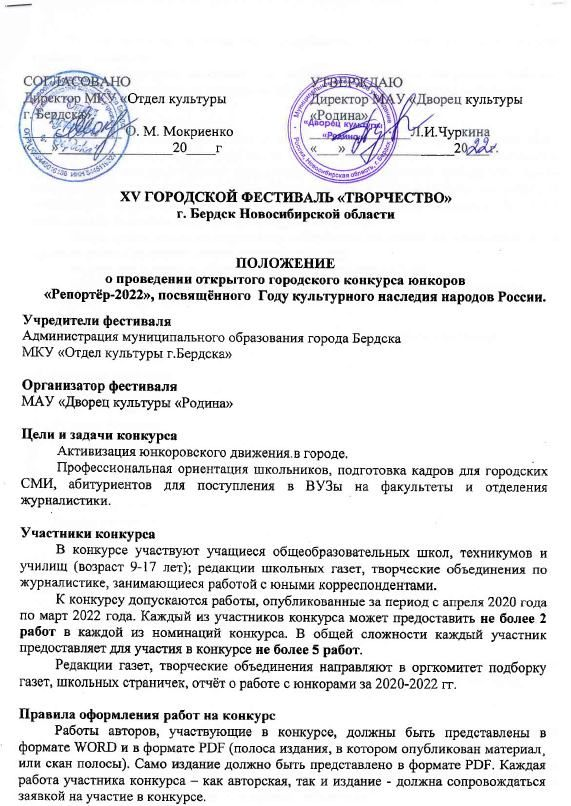 СОГЛАСОВАНО
Директор МКУ «Отдел культуры
г. Бердска»
О. М. Мокриенко
20 г
УТВЕРЖДАЮ
Директор МАУ «Дворец культуры
«Родина»
Л.И.Чуркина
« » 2022г.
«Дворец культуры
«Родина»
XV ГОРОДСКОЙ ФЕСТИВАЛЬ «ТВОРЧЕСТВО»
г. Бердск Новосибирской области
ПОЛОЖЕНИЕ
о проведении открытого городского конкурса юнкоров
«Репортёр-2022», посвящённого Году культурного наследия народов России.
Учредители фестиваля
Администрация муниципального образования города Бердска
МКУ «Отдел культуры г.Бердска»
Организатор фестиваля
МАУ «Дворец культуры «Родина»
Цели и задачи конкурса
Активизация юнкоровского движения в городе.
Профессиональная ориентация школьников, подготовка кадров для городских
СМИ, абитуриентов для поступления в ВУЗы на факультеты и отделения
журналистики.
Участники конкурса
В конкурсе участвуют учащиеся общеобразовательных школ, техникумов и
училищ (возраст 9-17 лет); редакции школьных газет, творческие объединения по
журналистике, занимающиеся работой с юными корреспондентами.
К конкурсу допускаются работы, опубликованные за период с апреля 2020 года
по март 2022 года. Каждый из участников конкурса может предоставить не более 2
работ в каждой из номинаций конкурса. В общей сложности каждый участник
предоставляет для участия в конкурсе не более 5 работ.
Редакции газет, творческие объединения направляют в оргкомитет подборку
газет, школьных страничек, отчёт о работе с юнкорами за 2020-2022 гг.
Правила оформления работ на конкурс
Работы авторов, участвующие в конкурсе, должны быть представлены в
формате WORD и в формате PDF (полоса издания, в котором опубликован материал,
или скан полосы). Само издание должно быть представлено в формате PDF. Каждая
работа участника конкурса – как авторская, так и издание - должна сопровождаться
заявкой на участие в конкурсе.